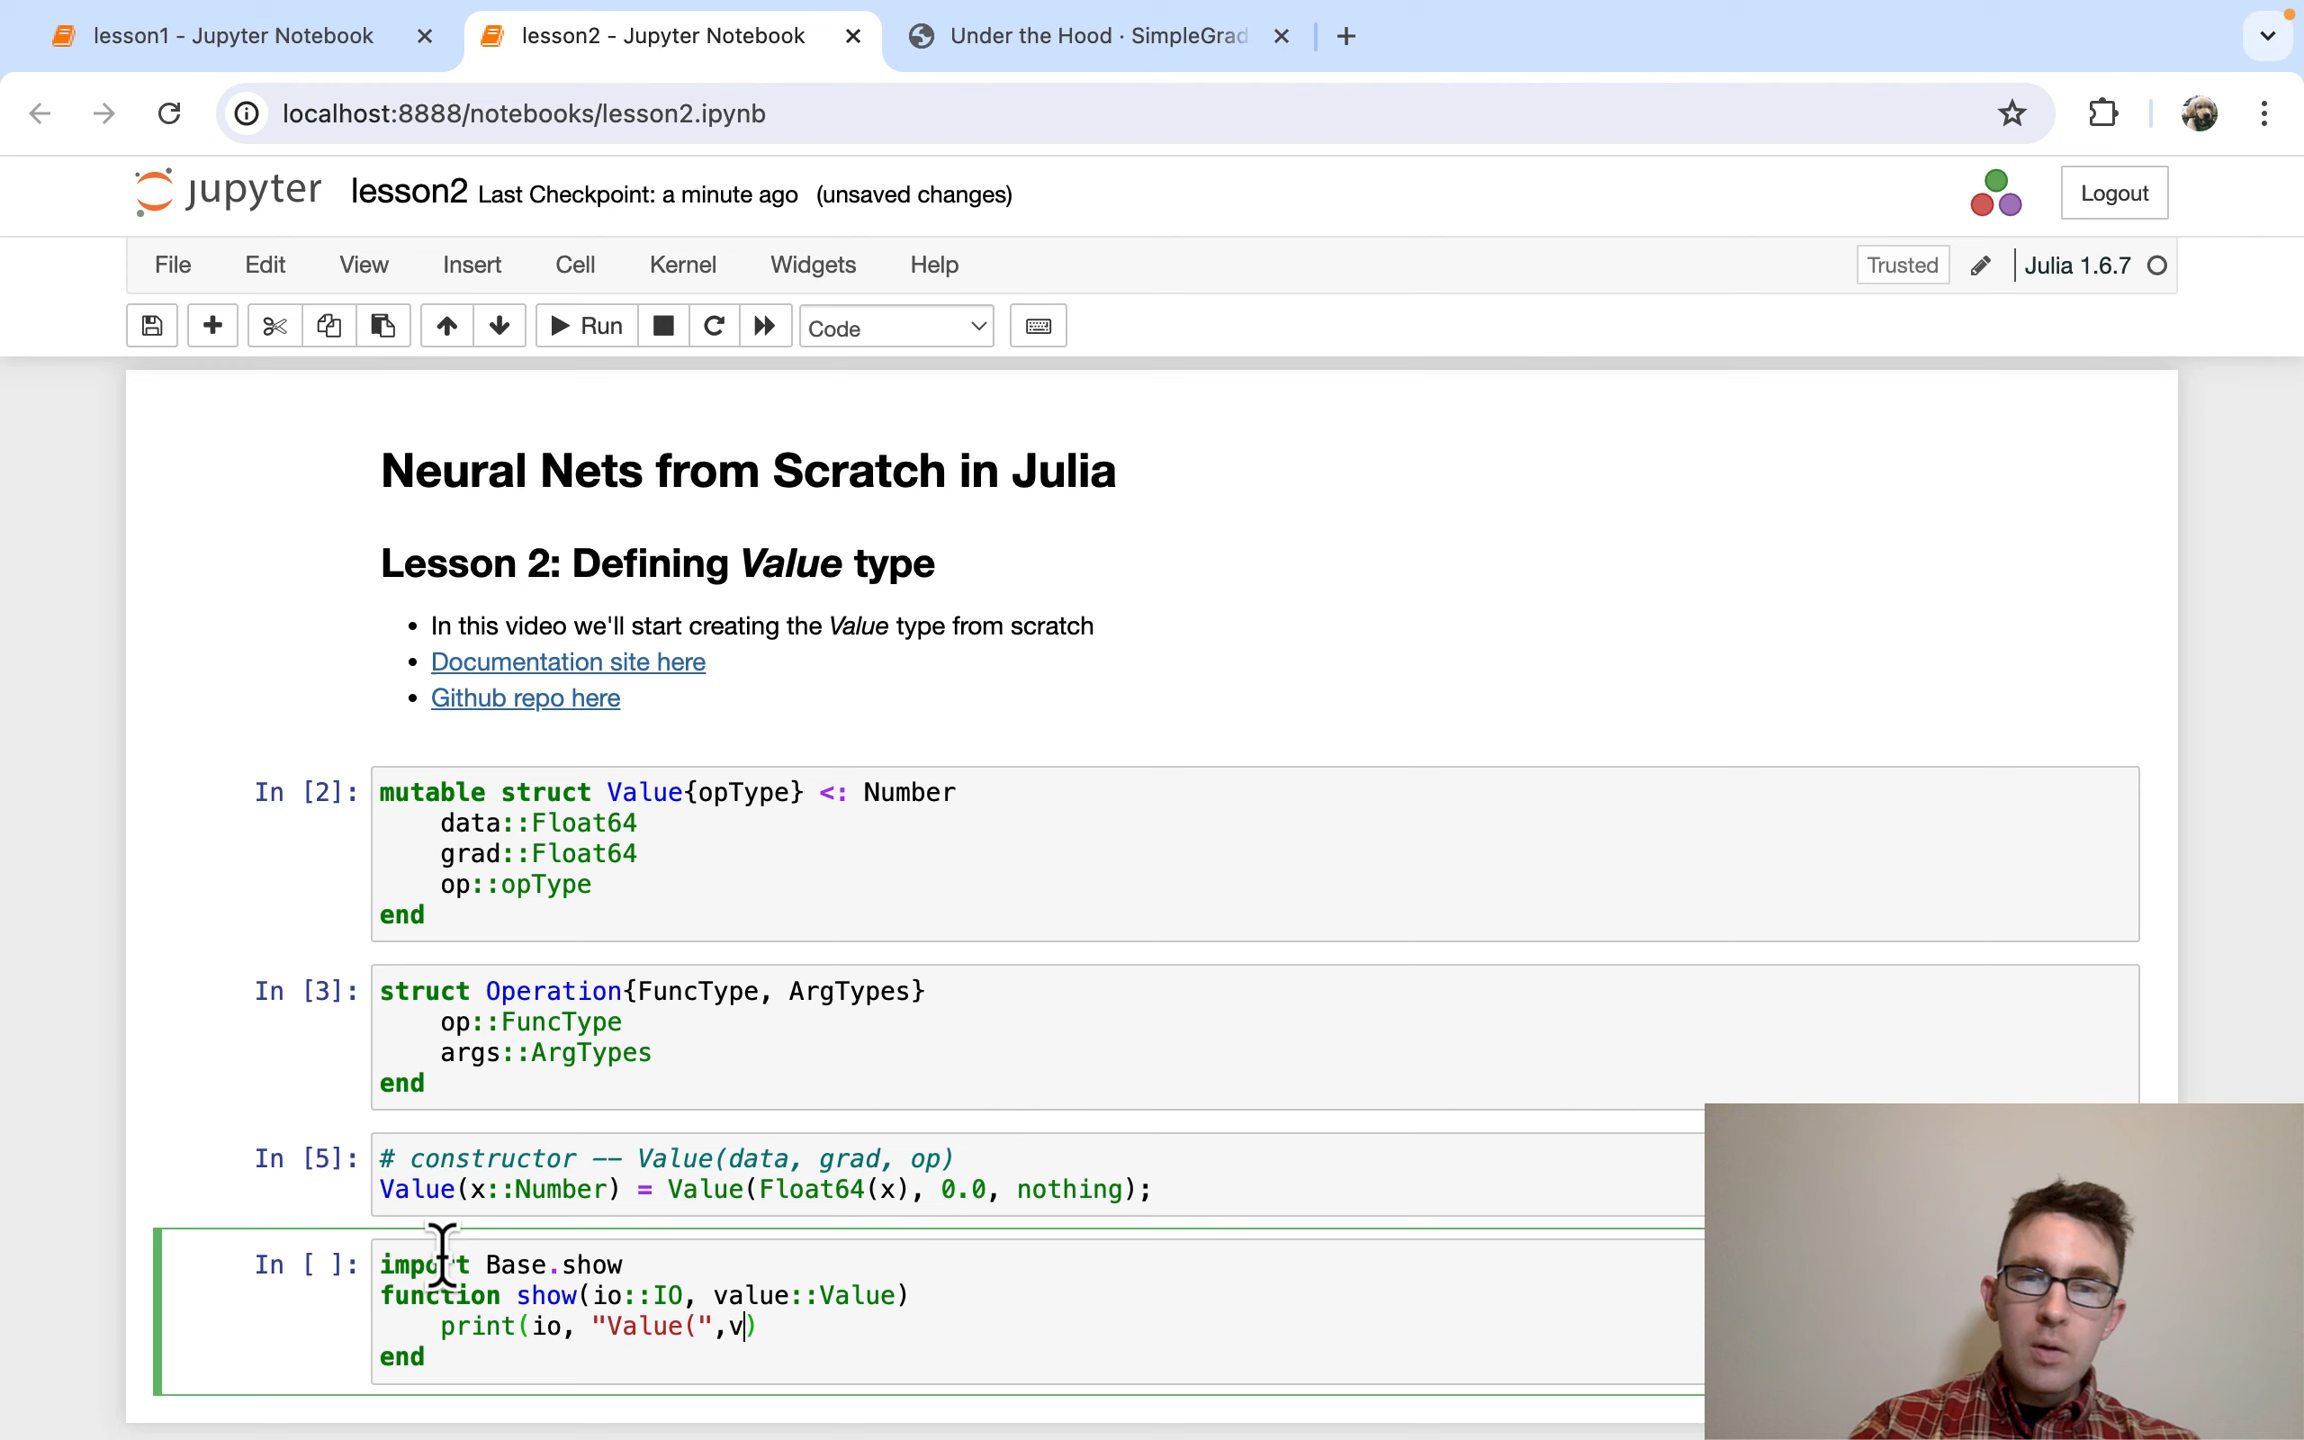 lesson1 - Jupyter Notebook
lesson2 - Jupyter Notebook
Under the Hood · SimpleGrad
localhost:8888/notebooks/lesson2.ipynb
jupyter lesson2 Last Checkpoint: a minute ago (unsaved changes)
Logout
File Edit View Insert Cell Kernel Widgets Help
Trusted Julia 1.6.7
Run Code
Neural Nets from Scratch in Julia
Lesson 2: Defining Value type
• In this video we'll start creating the Value type from scratch
• Documentation site here
• Github repo here
In [2]: mutable struct Value{opType} <: Number
data::Float64
grad::Float64
op::opType
end
In [3]: struct Operation{FuncType, ArgTypes}
op::FuncType
args::ArgTypes
end
In [5]: # constructor -- Value(data, grad, op)
Value(x::Number) = Value(Float64(x), 0.0, nothing);
In [ ]: import Base.show
function show(io::IO, value::Value)
print(io, "Value(",v)
end